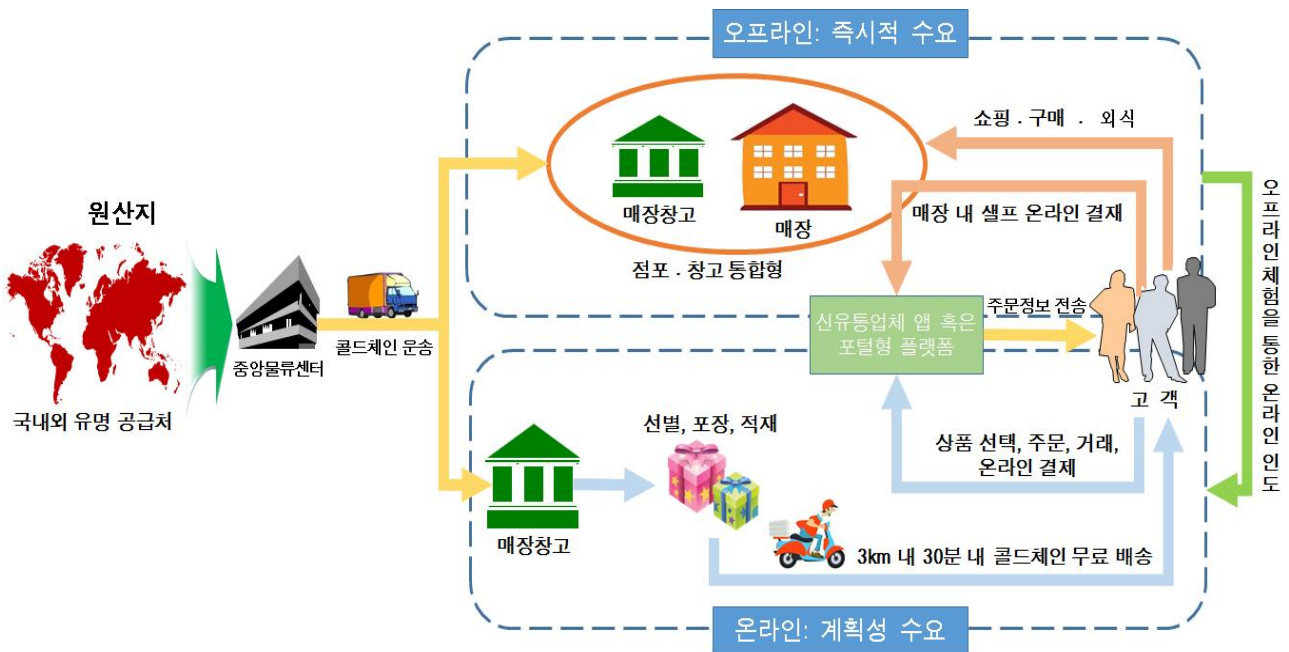 오프라인: 즉시적 수요
쇼핑 . 구매 . 외식
매장창고
매장
매장 내 샐프 온라인 결재
점포 . 창고 통합형
원산지
중앙물류센터
콜드체인 운송
국내외 유명 공급처
신유통업체 앱 혹은
포털형 플랫폼
주문정보 전송
고 객
오프라인체험을 통한 온라인 인도
선별, 포장, 적재
상품 선택, 주문, 거래,
온라인 결제
매장창고
3km 내 30분 내 콜드체인 무료 배송
온라인: 계획성 수요